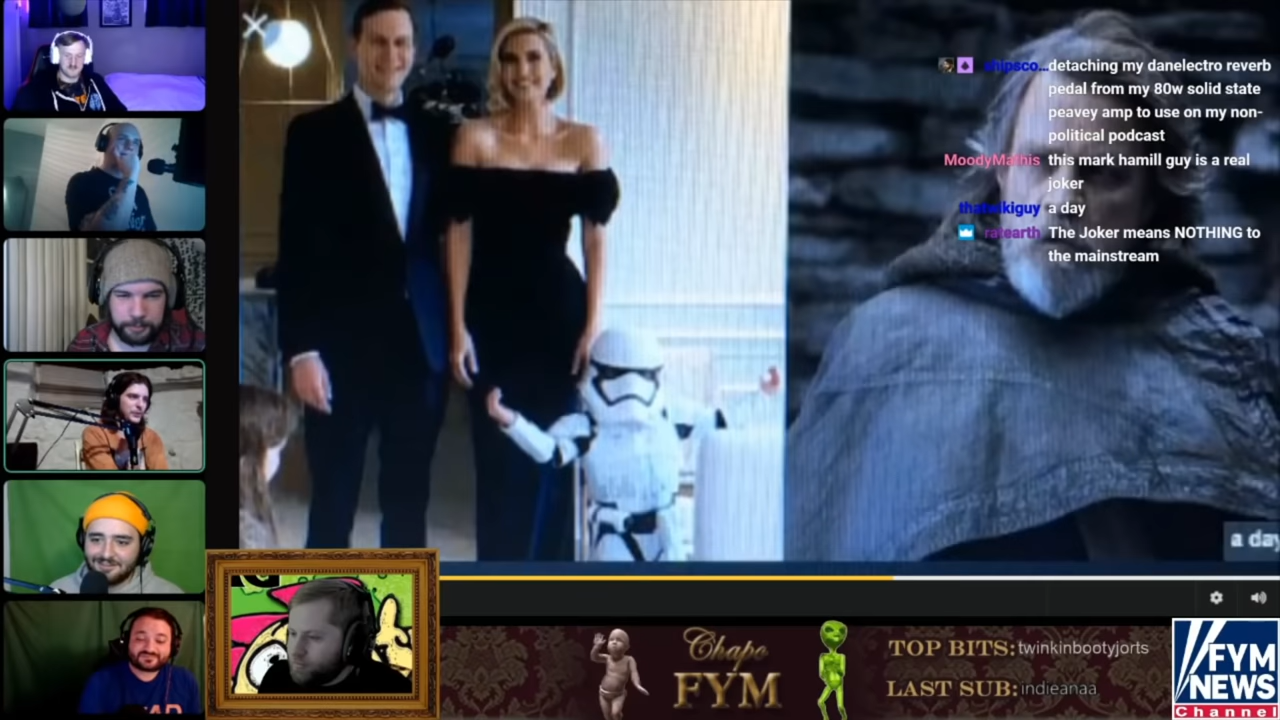 detaching my danelectro reverb
pedal from my 80w solid state
peavey amp to use on my non-
political podcast
MoodyMathis this mark hamill guy is a real
joker
a day
ratearth The Joker means NOTHING to
the mainstream
a day
Chapo
FYM
TOP BITS: twinkinbootyjorts
LAST SUB: indieanaa
FYM
NEWS
Channel